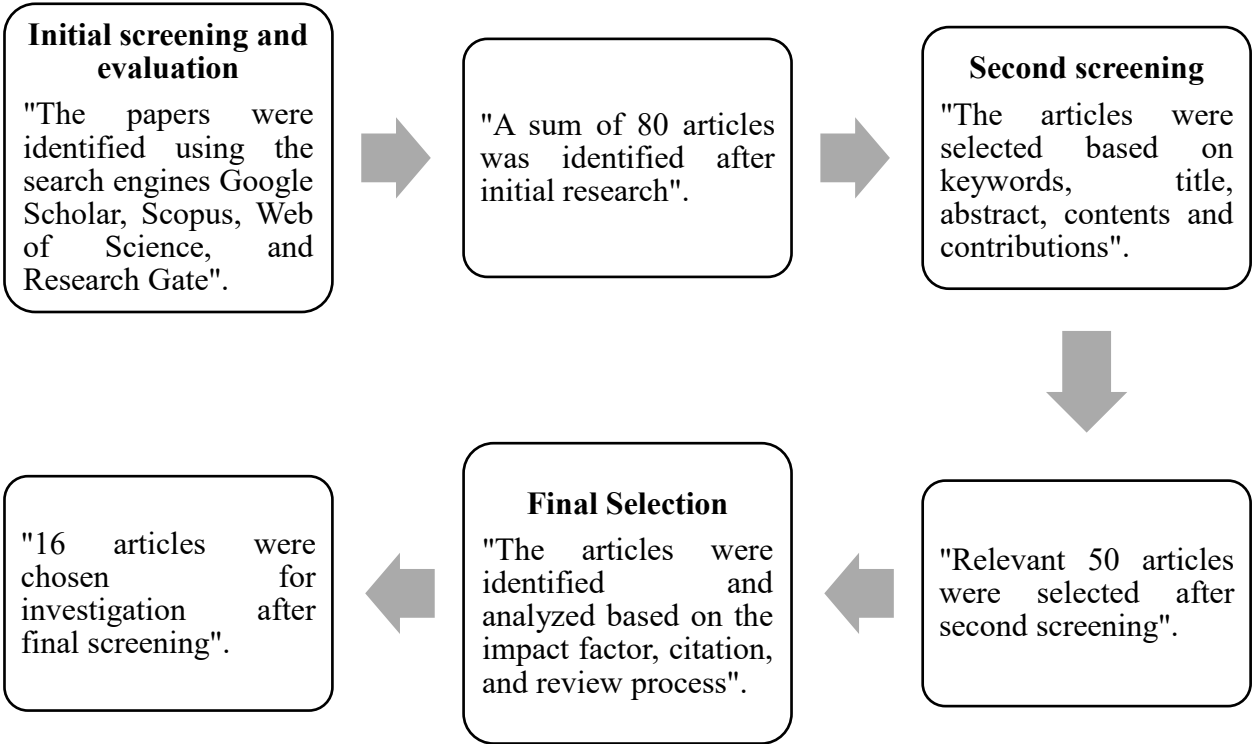 Initial screening and
evaluation
"The papers were
identified using the
search engines Google
Scholar, Scopus, Web
of Science, and
Research Gate".
"A sum of 80 articles
was identified after
initial research".
Second screening
"The articles were
selected based on
keywords, title,
abstract, contents and
contributions".
"Relevant 50 articles
were selected after
second screening".
Final Selection
"The articles were
identified and
analyzed based on the
impact factor, citation,
and review process".
"16 articles were
chosen for
investigation after
final screening".